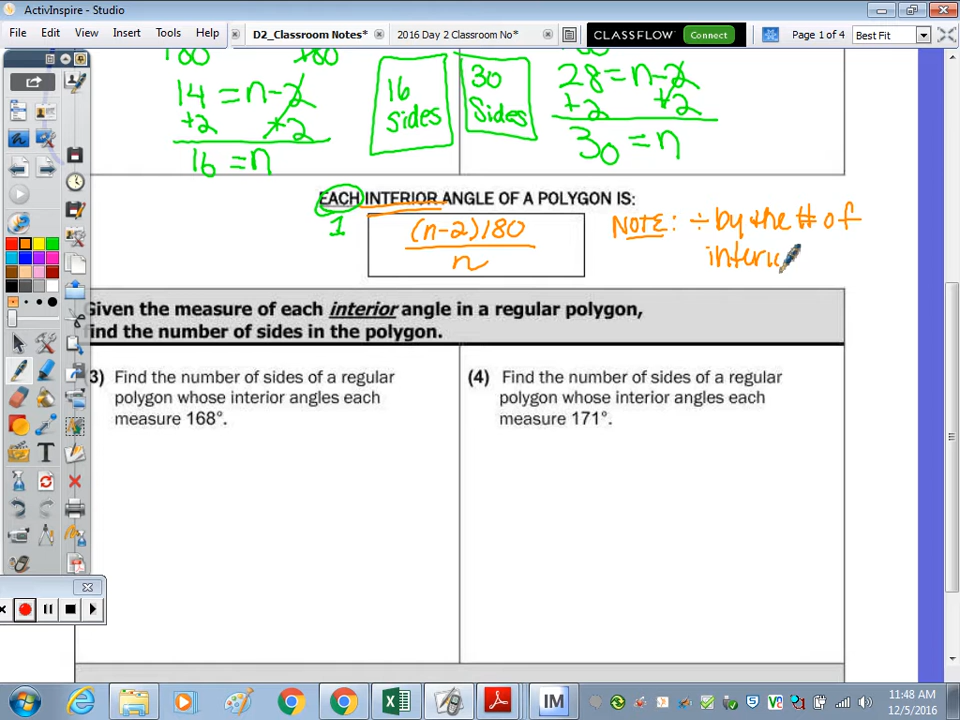 ActivInspire - Studio
File Edit View Insert Tools Help
D2_Classroom Notes*
2016 Day 2 Classroom No*
CLASSFLOW Connect
Page 1 of 4
Best Fit
14 = n-2
+2 +2
16 = n
16 Sides
30 Sides
28 = n-2
+2 +2
30 = n
EACH INTERIOR ANGLE OF A POLYGON IS:
1
(n-2)180
n
NOTE: ÷ by the # of
interi
Given the measure of each interior angle in a regular polygon,
find the number of sides in the polygon.
3) Find the number of sides of a regular
polygon whose interior angles each
measure 168°.
(4) Find the number of sides of a regular
polygon whose interior angles each
measure 171°.
IM
11:48 AM
12/5/2016